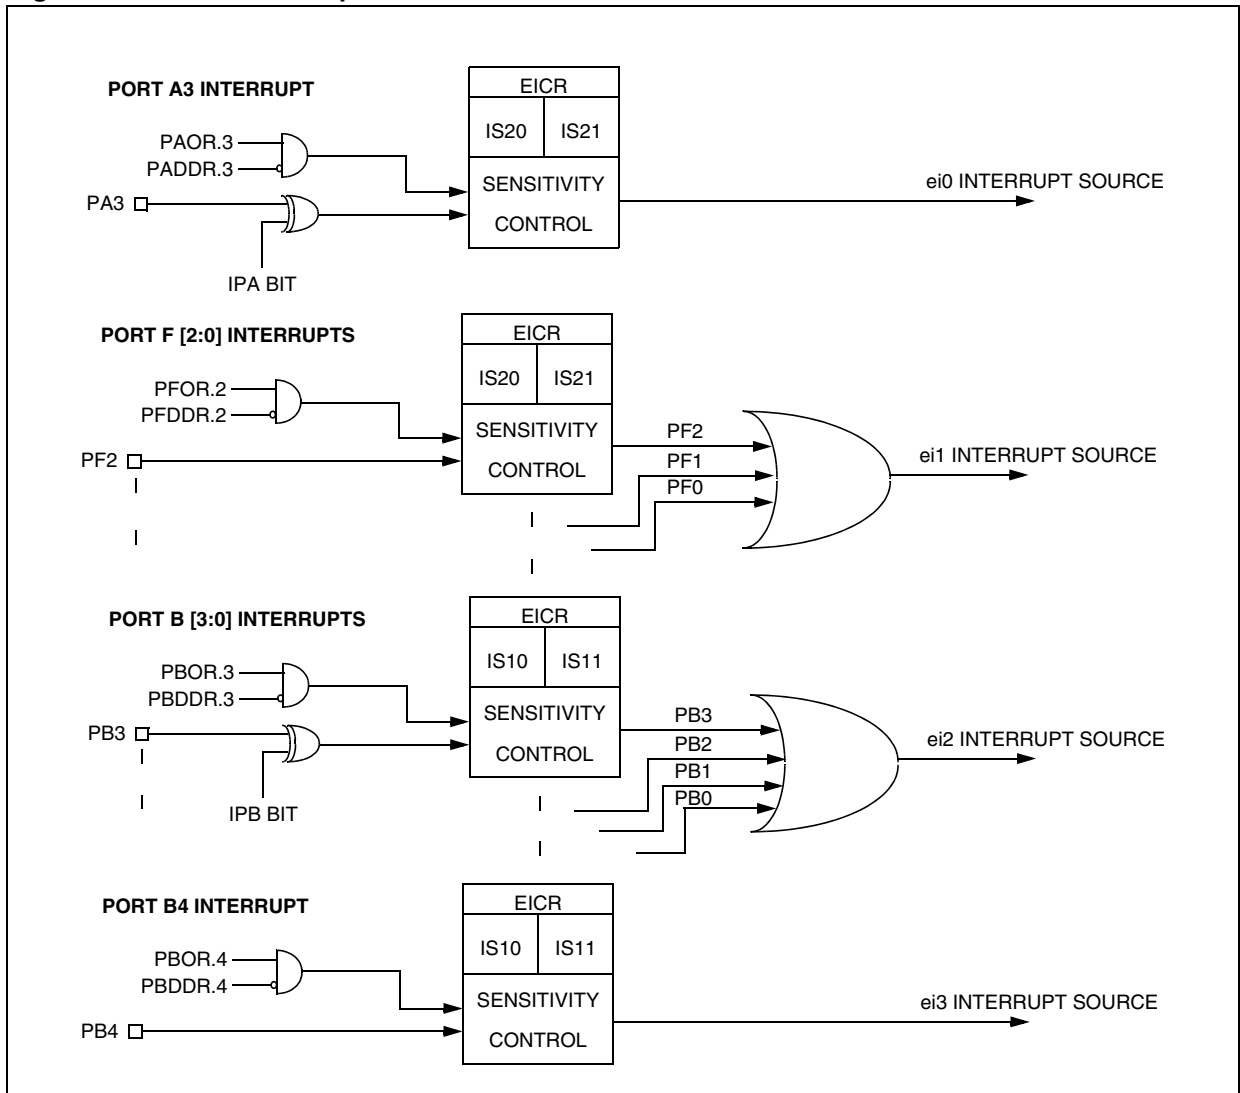 PORT A3 INTERRUPT
EICR
IS20 IS21
PAOR.3
PADDR.3
SENSITIVITY
CONTROL
PA3
IPA BIT
ei0 INTERRUPT SOURCE
PORT F [2:0] INTERRUPTS
EICR
IS20 IS21
PFOR.2
PFDDR.2
SENSITIVITY
CONTROL
PF2
PF2
PF1
PF0
ei1 INTERRUPT SOURCE
PORT B [3:0] INTERRUPTS
EICR
IS10 IS11
PBOR.3
PBDDR.3
SENSITIVITY
CONTROL
PB3
IPB BIT
PB3
PB2
PB1
PB0
ei2 INTERRUPT SOURCE
PORT B4 INTERRUPT
EICR
IS10 IS11
PBOR.4
PBDDR.4
SENSITIVITY
CONTROL
PB4
ei3 INTERRUPT SOURCE